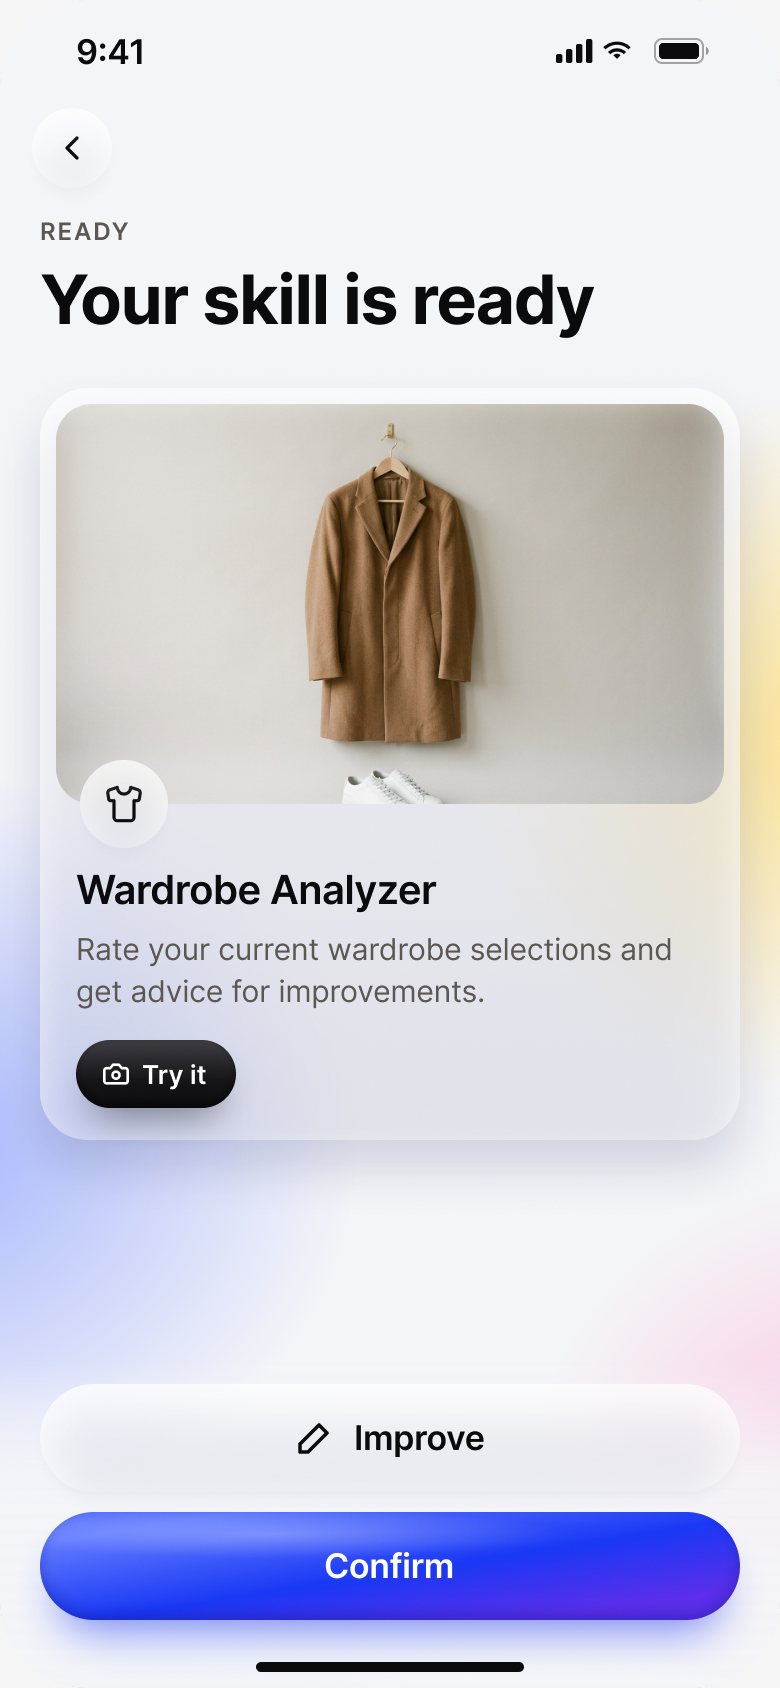 9:41
READY
Your skill is ready
Wardrobe Analyzer
Rate your current wardrobe selections and
get advice for improvements.
Try it
Improve
Confirm